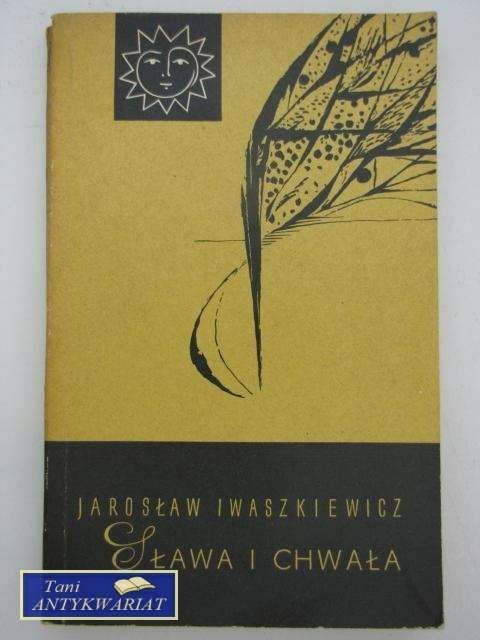 JAROSŁAW IWASZKIEWICZ
SŁAWA I CHWAŁA
Tani
ANTYKWARIAT